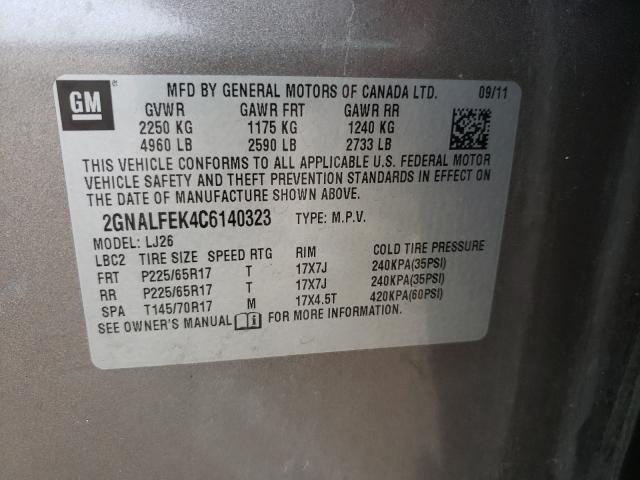 GM
MFD BY GENERAL MOTORS OF CANADA LTD. 09/11
GVWR GAWR FRT GAWR RR
2250 KG 1175 KG 1240 KG
4960 LB 2590 LB 2733 LB
THIS VEHICLE CONFORMS TO ALL APPLICABLE U.S. FEDERAL MOTOR
VEHICLE SAFETY AND THEFT PREVENTION STANDARDS IN EFFECT ON
THE DATE OF MANUFACTURE SHOWN ABOVE.
2GNALFEK4C6140323 TYPE: M.P.V.
MODEL: LJ26
LBC2 TIRE SIZE SPEED RTG RIM COLD TIRE PRESSURE
FRT P225/65R17 T 17X7J 240KPA(35PSI)
RR P225/65R17 T 17X7J 240KPA(35PSI)
SPA T145/70R17 M 17X4.5T 420KPA(60PSI)
SEE OWNER'S MANUAL i FOR MORE INFORMATION.